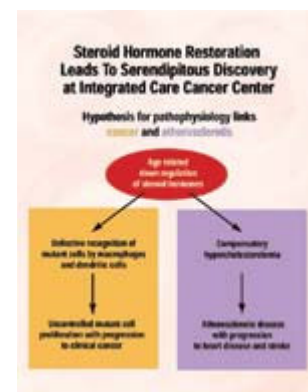 Steroid Hormone Restoration
Leads To Serendipitous Discovery
at Integrated Care Cancer Center
Hypothesis for pathophysiology links
cancer and atherosclerosis
Age related
down regulation
of steroid hormones
Defective recognition of
mutant cells by macrophages
and dendritic cells
Compensatory
hypercholesterolemia
Uncontrolled mutant cell
proliferation with progression
to clinical cancer
Atherosclerotic disease
with progression
to heart disease and stroke